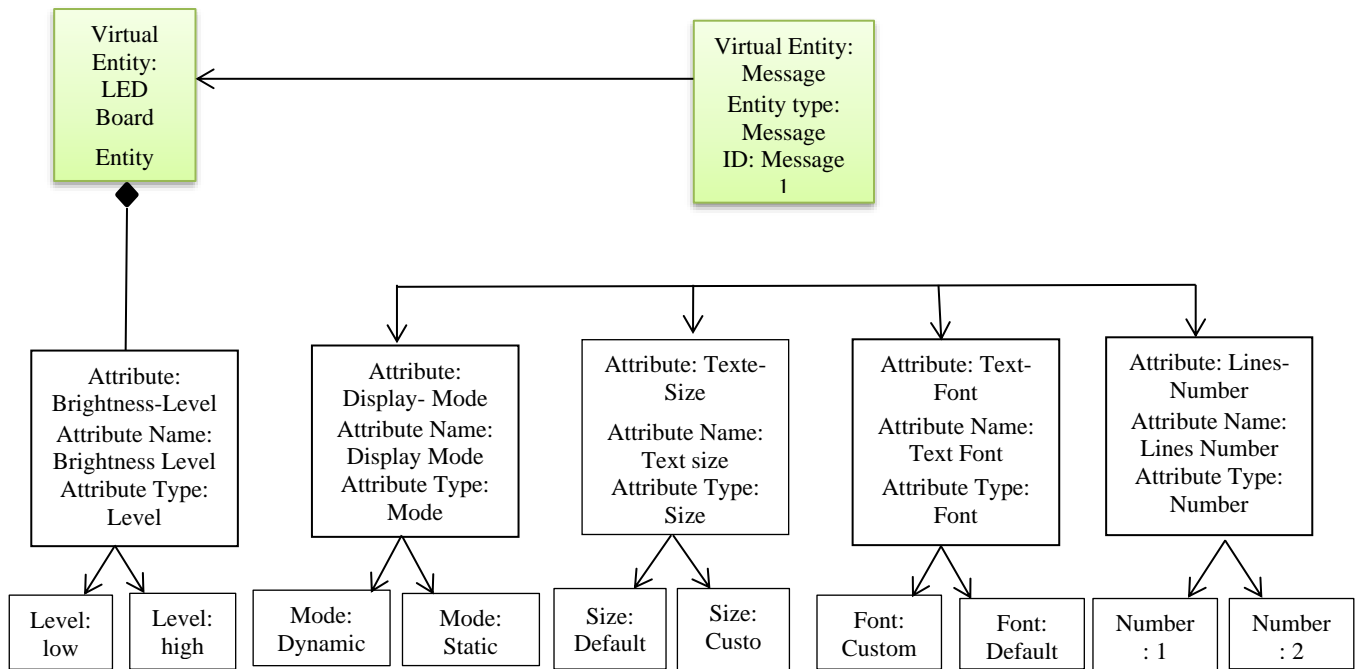 Virtual
Entity:
LED
Board
Entity
Virtual Entity:
Message
Entity type:
Message
ID: Message
1
Attribute:
Brightness-Level
Attribute Name:
Brightness Level
Attribute Type:
Level
Attribute:
Display- Mode
Attribute Name:
Display Mode
Attribute Type:
Mode
Attribute: Texte-
Size
Attribute Name:
Text size
Attribute Type:
Size
Attribute: Text-
Font
Attribute Name:
Text Font
Attribute Type:
Font
Attribute: Lines-
Number
Attribute Name:
Lines Number
Attribute Type:
Number
Level:
low
Level:
high
Mode:
Dynamic
Mode:
Static
Size:
Default
Size:
Custo
Font:
Custom
Font:
Default
Number
: 1
Number
: 2